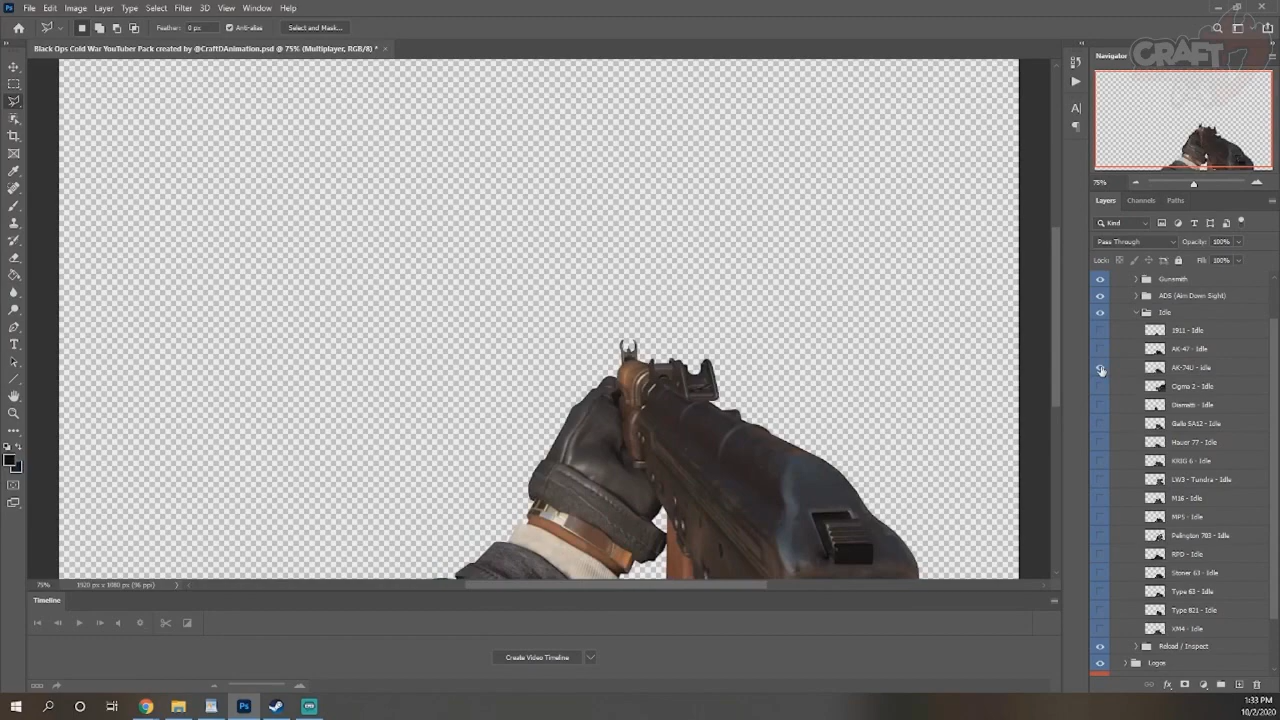 File Edit Image Layer Type Select Filter 3D View Window Help
Feather: 0 px Anti-alias Select and Mask...
CRAFT
Black Ops Cold War YouTuber Pack created by @CraftDAnimation.psd @ 75% (Multiplayer, RGB/8) *
Navigator
75%
Layers Channels Paths
Kind
Pass Through Opacity: 100%
Lock: Fill: 100%
Gunsmith
ADS (Aim Down Sight)
Idle
1911 - Idle
AK-47 - Idle
AK-74U - Idle
Cigma 2 - Idle
Diamatti - Idle
Gallo SA12 - Idle
Hauer 77 - Idle
KRIG 6 - Idle
LW3 - Tundra - Idle
M16 - Idle
MP5 - Idle
Pelington 703 - Idle
RPD - Idle
Stoner 63 - Idle
Type 63 - Idle
Type 821 - Idle
XM4 - Idle
Reload / Inspect
Logos
75% 1920 px x 1080 px (96 ppi)
Timeline
Create Video Timeline
1:33 PM
10/2/2020